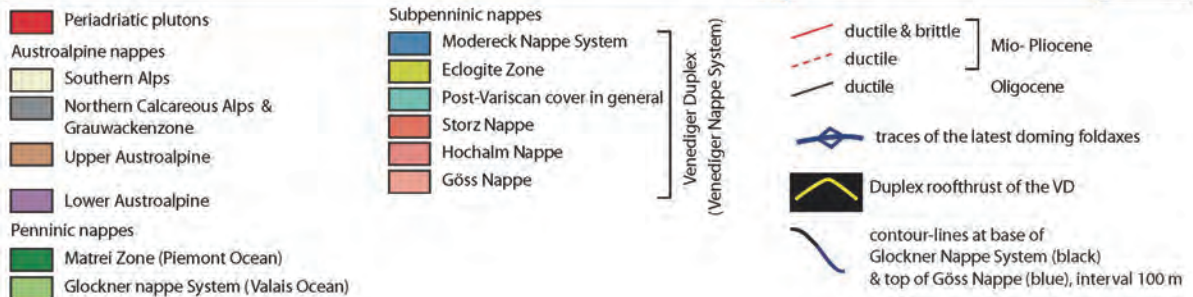 Periadriatic plutons
Austroalpine nappes
Southern Alps
Northern Calcareous Alps &
Grauwackenzone
Upper Austroalpine
Lower Austroalpine
Penninic nappes
Matrei Zone (Piemont Ocean)
Glockner nappe System (Valais Ocean)
Subpenninic nappes
Modereck Nappe System
Eclogite Zone
Post-Variscan cover in general
Storz Nappe
Hochalm Nappe
Göss Nappe
Venediger Duplex
(Venediger Nappe System)
ductile & brittle
ductile
Mio- Pliocene
ductile
Oligocene
traces of the latest doming foldaxes
Duplex roofthrust of the VD
contour-lines at base of
Glockner Nappe System (black)
& top of Göss Nappe (blue), interval 100 m